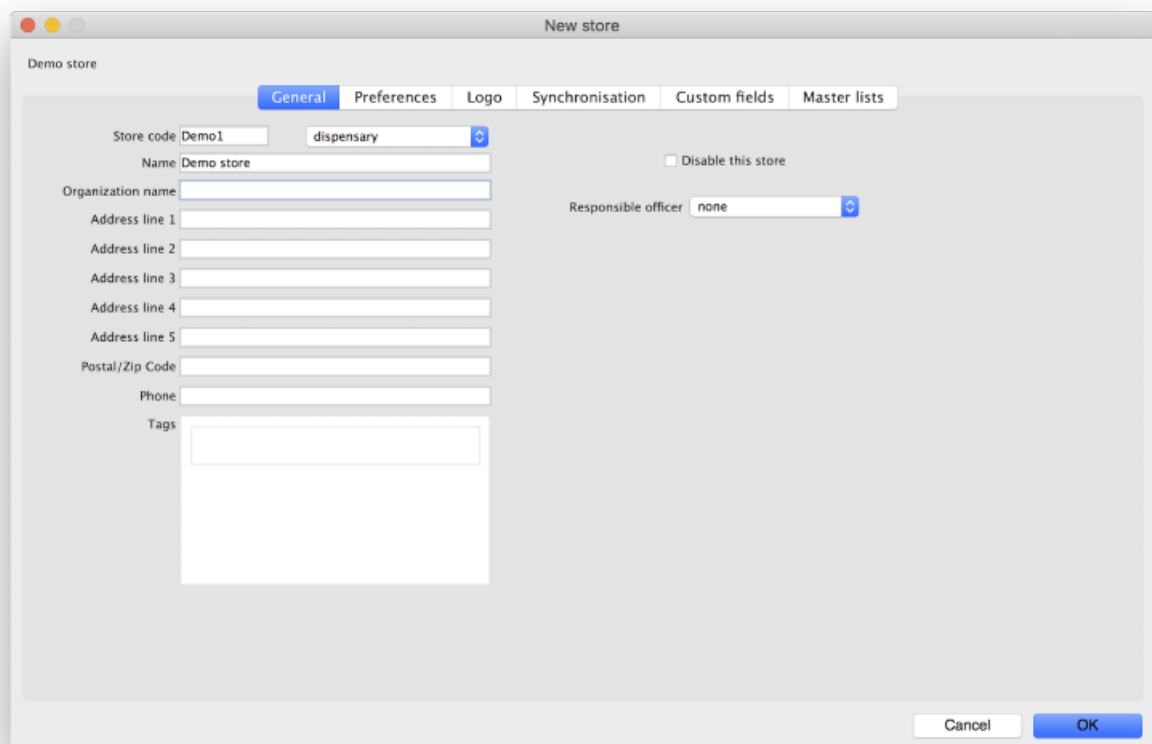 New store
Demo store
General Preferences Logo Synchronisation Custom fields Master lists
Store code Demo1 dispensary
Name Demo store
Disable this store
Organization name
Responsible officer none
Address line 1
Address line 2
Address line 3
Address line 4
Address line 5
Postal/Zip Code
Phone
Tags
Cancel OK